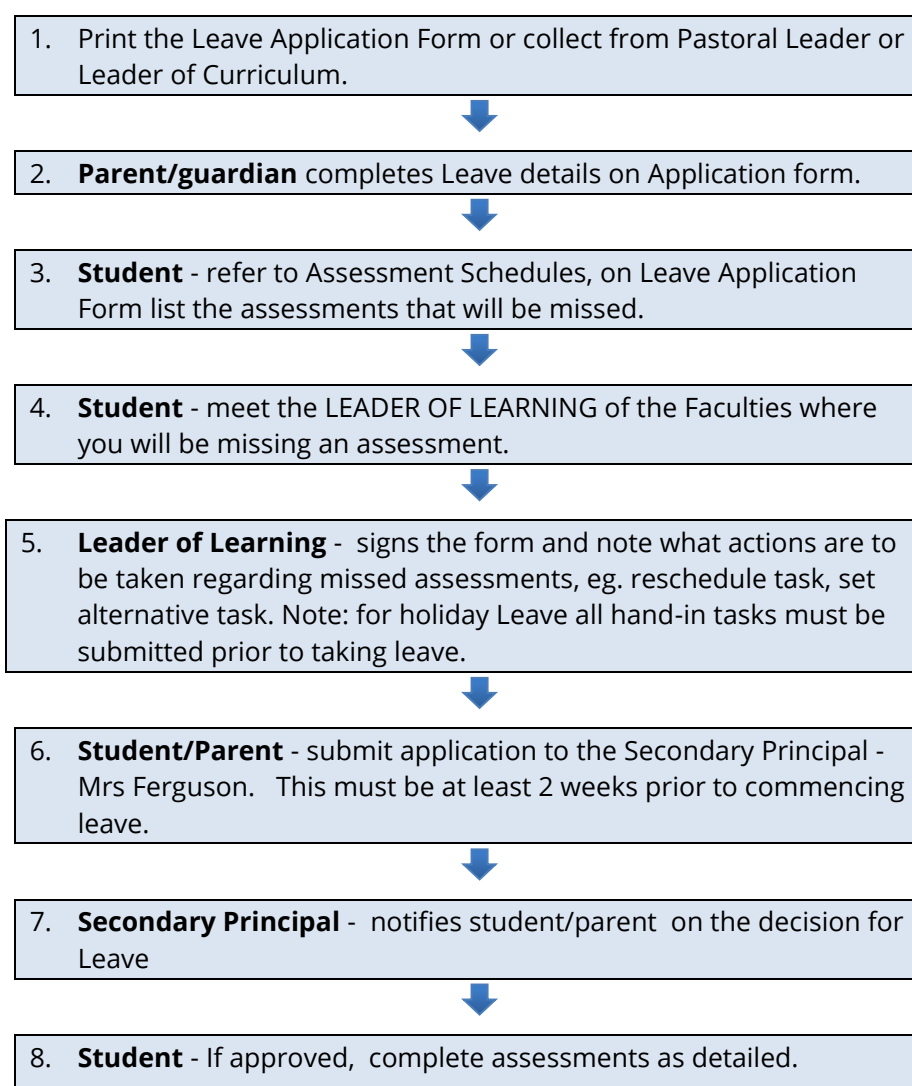 1. Print the Leave Application Form or collect from Pastoral Leader or
Leader of Curriculum.
2. Parent/guardian completes Leave details on Application form.
3. Student - refer to Assessment Schedules, on Leave Application
Form list the assessments that will be missed.
4. Student - meet the LEADER OF LEARNING of the Faculties where
you will be missing an assessment.
5. Leader of Learning - signs the form and note what actions are to
be taken regarding missed assessments, eg. reschedule task, set
alternative task. Note: for holiday Leave all hand-in tasks must be
submitted prior to taking leave.
6. Student/Parent - submit application to the Secondary Principal -
Mrs Ferguson. This must be at least 2 weeks prior to commencing
leave.
7. Secondary Principal - notifies student/parent on the decision for
Leave
8. Student - If approved, complete assessments as detailed.